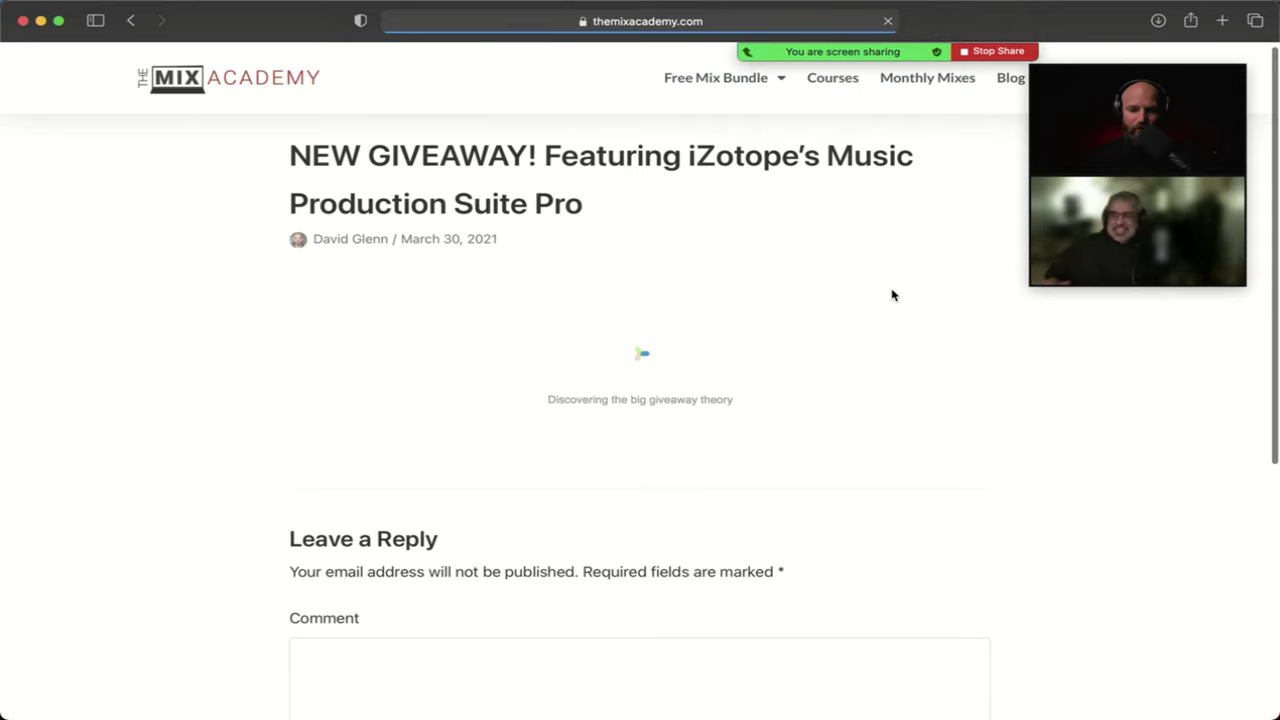 themixacademy.com
You are screen sharing
Stop Share
THE MIX ACADEMY
Free Mix Bundle
Courses
Monthly Mixes
Blog
NEW GIVEAWAY! Featuring iZotope's Music
Production Suite Pro
David Glenn / March 30, 2021
Discovering the big giveaway theory
Leave a Reply
Your email address will not be published. Required fields are marked *
Comment